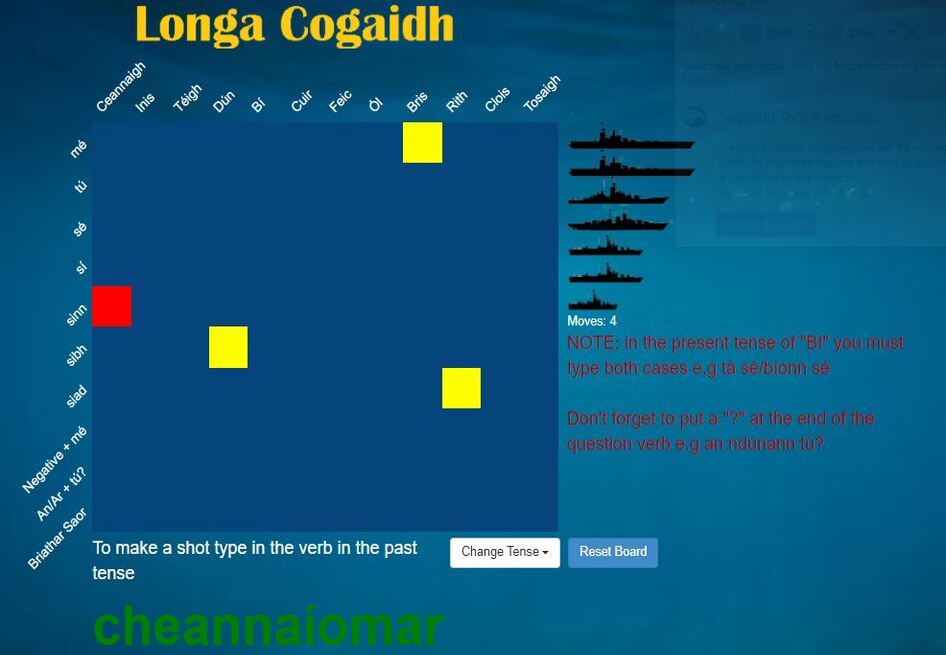 Longa Cogaidh
Ceannaigh
Inis
Téigh
Dún
Bí
Cuir
Feic
Ól
Bris
Rith
Clois
Tosaigh
mé
tú
sé
sí
sinn
sibh
siad
Negative + mé
An/Ar + tú?
Briathar Saor
Moves: 4
NOTE: in the present tense of "Bí" you must
type both cases e.g tá sé/bíonn sé
Don't forget to put a "?" at the end of the
question verb e.g an ndúnann tú?
To make a shot type in the verb in the past
tense
Change Tense
Reset Board
cheannaíomar
Snipping Tool is moving...